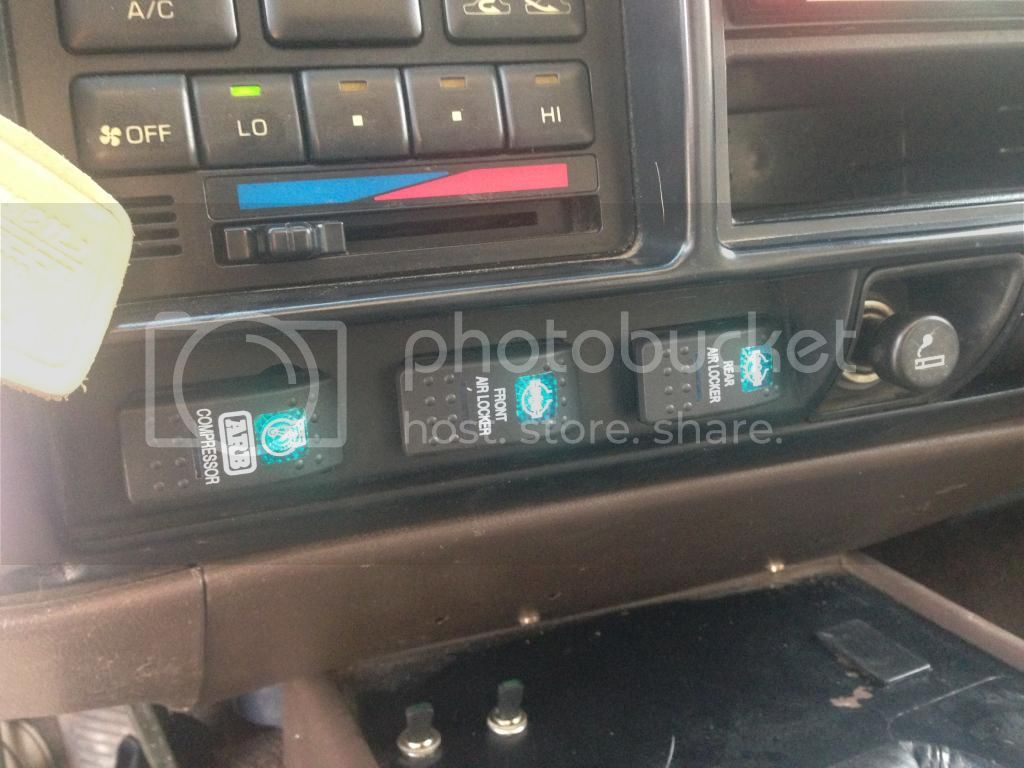 A/C
OFF
LO
HI
photobucket
host. store. share.
ARB
COMPRESSOR
FRONT
AIR LOCKER
REAR
AIR LOCKER